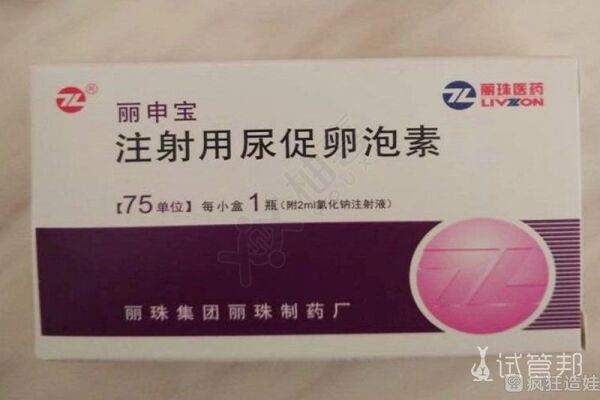 丽珠医药
LIVZON
丽申宝
注射用尿促卵泡素
【75单位】每小盒1瓶（附2ml氯化钠注射液）
丽珠集团丽珠制药厂
试管邦
疯狂造娃